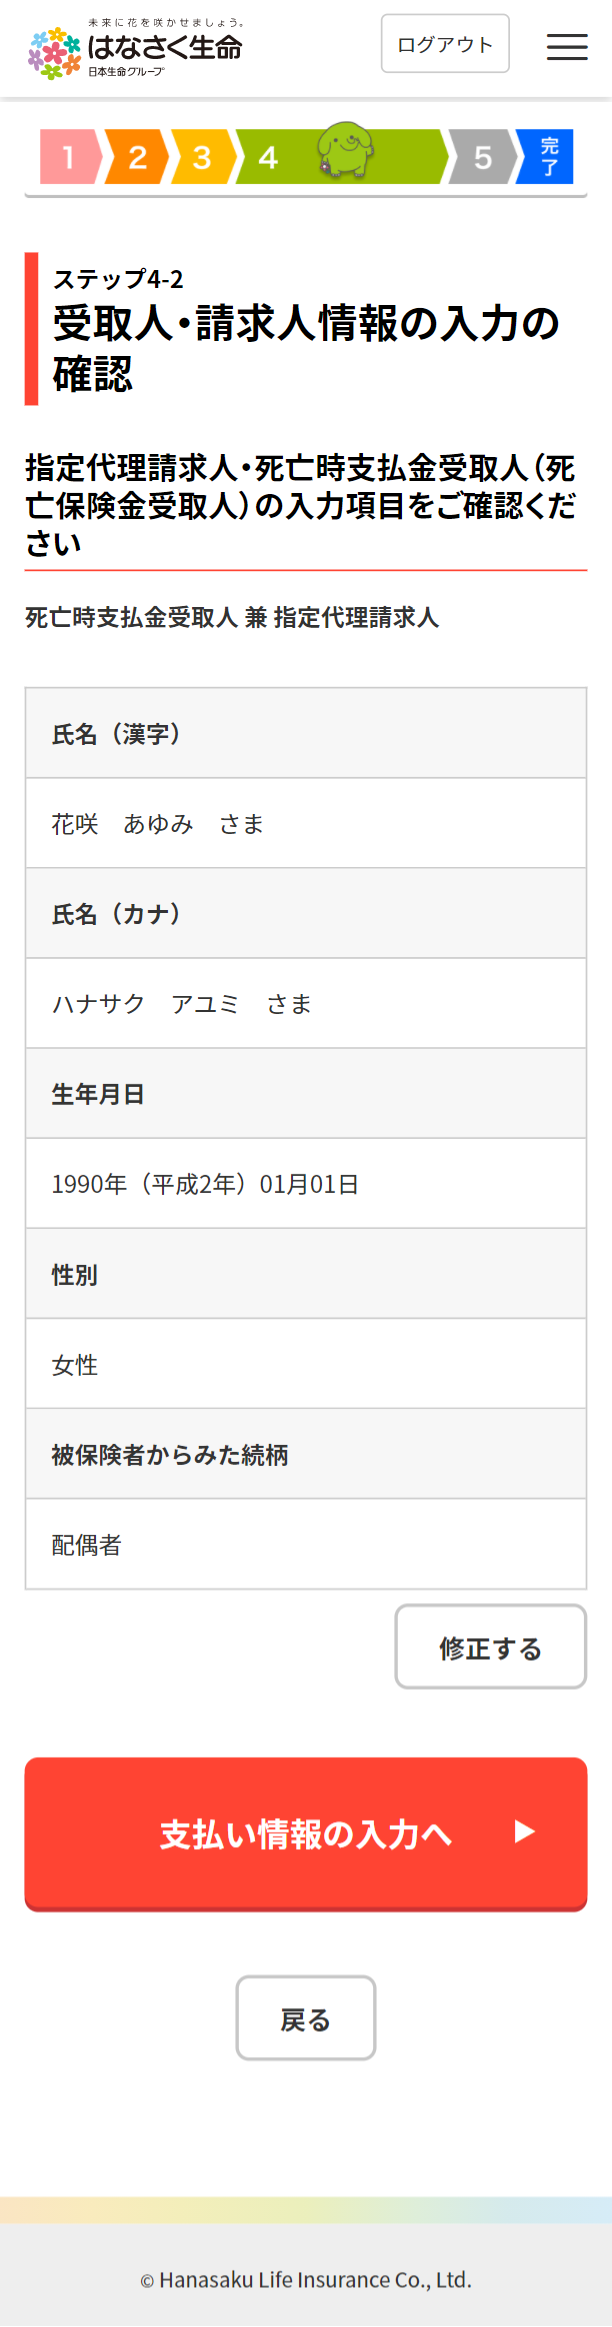 未来に花を咲かせましょう。
はなさく生命
日本生命グループ
ログアウト
1 2 3 4 5 完了
ステップ4-2
受取人・請求人情報の入力の
確認
指定代理請求人・死亡時支払金受取人（死
亡保険金受取人）の入力項目をご確認くだ
さい
死亡時支払金受取人 兼 指定代理請求人
氏名（漢字）
花咲　あゆみ　さま
氏名（カナ）
ハナサク　アユミ　さま
生年月日
1990年（平成2年）01月01日
性別
女性
被保険者からみた続柄
配偶者
修正する
支払い情報の入力へ
戻る
© Hanasaku Life Insurance Co., Ltd.